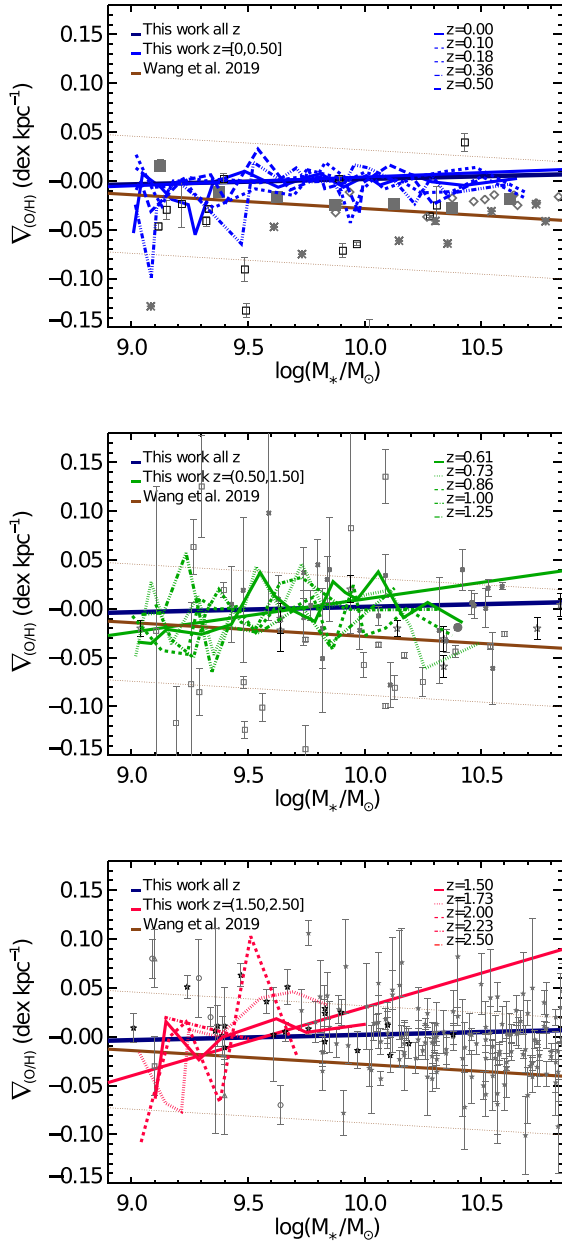 This work all z
This work z=[0,0.50]
Wang et al. 2019
z=0.00
z=0.10
z=0.18
z=0.36
z=0.50
0.15
0.10
0.05
−0.00
−0.05
−0.10
−0.15
∇(O/H) (dex kpc⁻¹)
9.0 9.5 10.0 10.5
log(M*/M⊙)
This work all z
This work z=(0.50,1.50]
Wang et al. 2019
z=0.61
z=0.73
z=0.86
z=1.00
z=1.25
0.15
0.10
0.05
−0.00
−0.05
−0.10
−0.15
∇(O/H) (dex kpc⁻¹)
9.0 9.5 10.0 10.5
log(M*/M⊙)
This work all z
This work z=(1.50,2.50]
Wang et al. 2019
z=1.50
z=1.73
z=2.00
z=2.23
z=2.50
0.15
0.10
0.05
−0.00
−0.05
−0.10
−0.15
∇(O/H) (dex kpc⁻¹)
9.0 9.5 10.0 10.5
log(M*/M⊙)